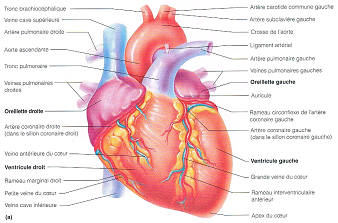 Tronc brachiocéphalique
Veine cave supérieure
Artère pulmonaire droite
Aorte ascendante
Tronc pulmonaire
Veines pulmonaires
droites
Oreillette droite
Artère coronaire droite
(dans le sillon coronaire droit)
Veine antérieure du cœur
Ventricule droit
Rameau marginal droit
Petite veine du cœur
Veine cave inférieure
(a)
Artère carotide commune gauche
Artère subclavière gauche
Crosse de l'aorte
Ligament artériel
Artère pulmonaire gauche
Veines pulmonaires gauches
Oreillette gauche
Auricule
Rameau circonflexe de l'artère
coronaire gauche
Artère coronaire gauche
(dans le sillon coronaire gauche)
Ventricule gauche
Grande veine du cœur
Rameau interventriculaire
antérieur
Apex du cœur